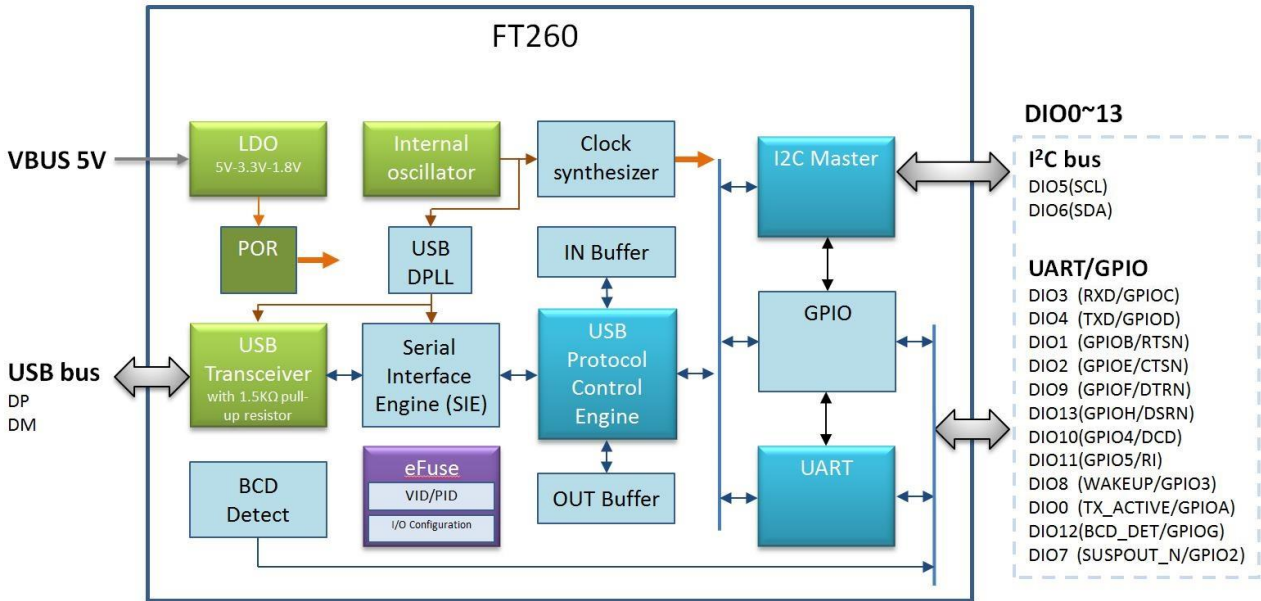 FT260
VBUS 5V
LDO
5V-3.3V-1.8V
Internal
oscillator
Clock
synthesizer
I2C Master
POR
USB
DPLL
IN Buffer
GPIO
USB bus
DP
DM
USB
Transceiver
with 1.5KΩ pull-
up resistor
Serial
Interface
Engine (SIE)
USB
Protocol
Control
Engine
BCD
Detect
eFuse
VID/PID
I/O Configuration
OUT Buffer
UART
DIO0~13
I²C bus
DIO5(SCL)
DIO6(SDA)
UART/GPIO
DIO3 (RXD/GPIOC)
DIO4 (TXD/GPIOD)
DIO1 (GPIOB/RTSN)
DIO2 (GPIOE/CTSN)
DIO9 (GPIOF/DTRN)
DIO13(GPIOH/DSRN)
DIO10(GPIO4/DCD)
DIO11(GPIO5/RI)
DIO8 (WAKEUP/GPIO3)
DIO0 (TX_ACTIVE/GPIOA)
DIO12(BCD_DET/GPIOG)
DIO7 (SUSPOUT_N/GPIO2)